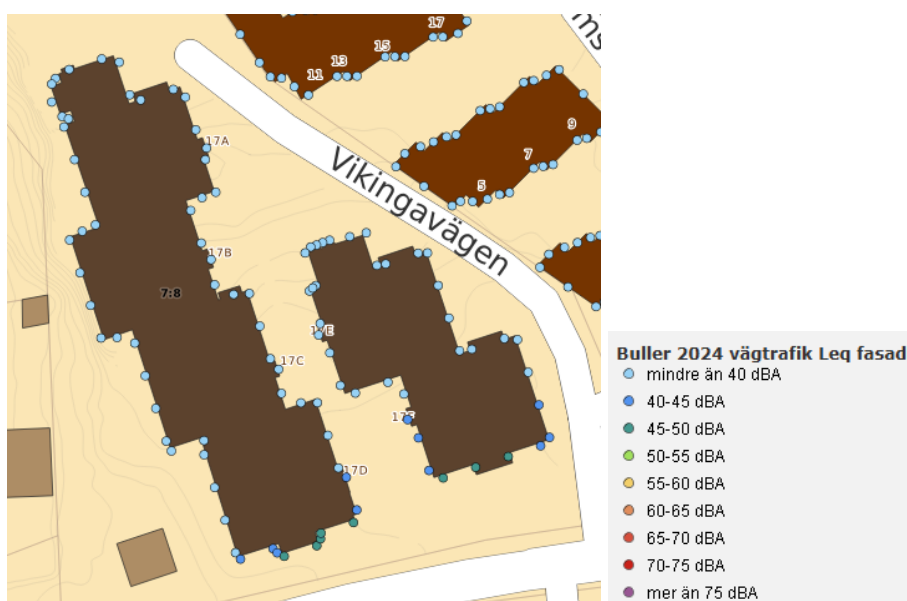 17
15
13
11
9
7
5
17A
Vikingavägen
17B
7:8
17E
17C
17D
Buller 2024 vägtrafik Leq fasad
mindre än 40 dBA
40-45 dBA
45-50 dBA
50-55 dBA
55-60 dBA
60-65 dBA
65-70 dBA
70-75 dBA
mer än 75 dBA